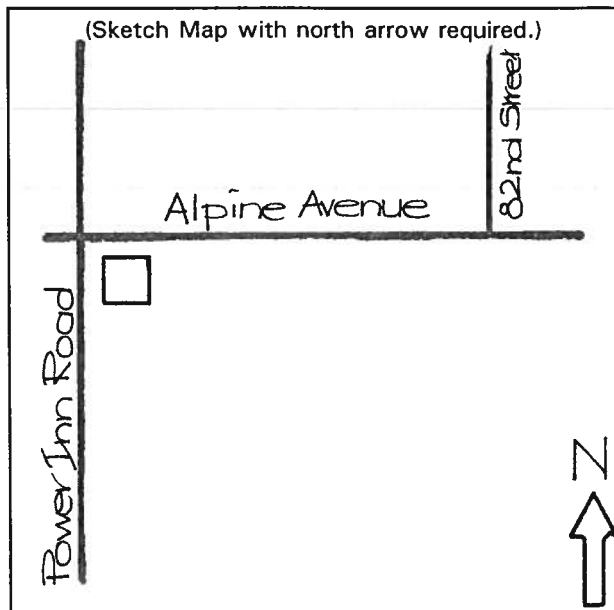 (Sketch Map with north arrow required.)
82nd Street
Alpine Avenue
Power Inn Road
N